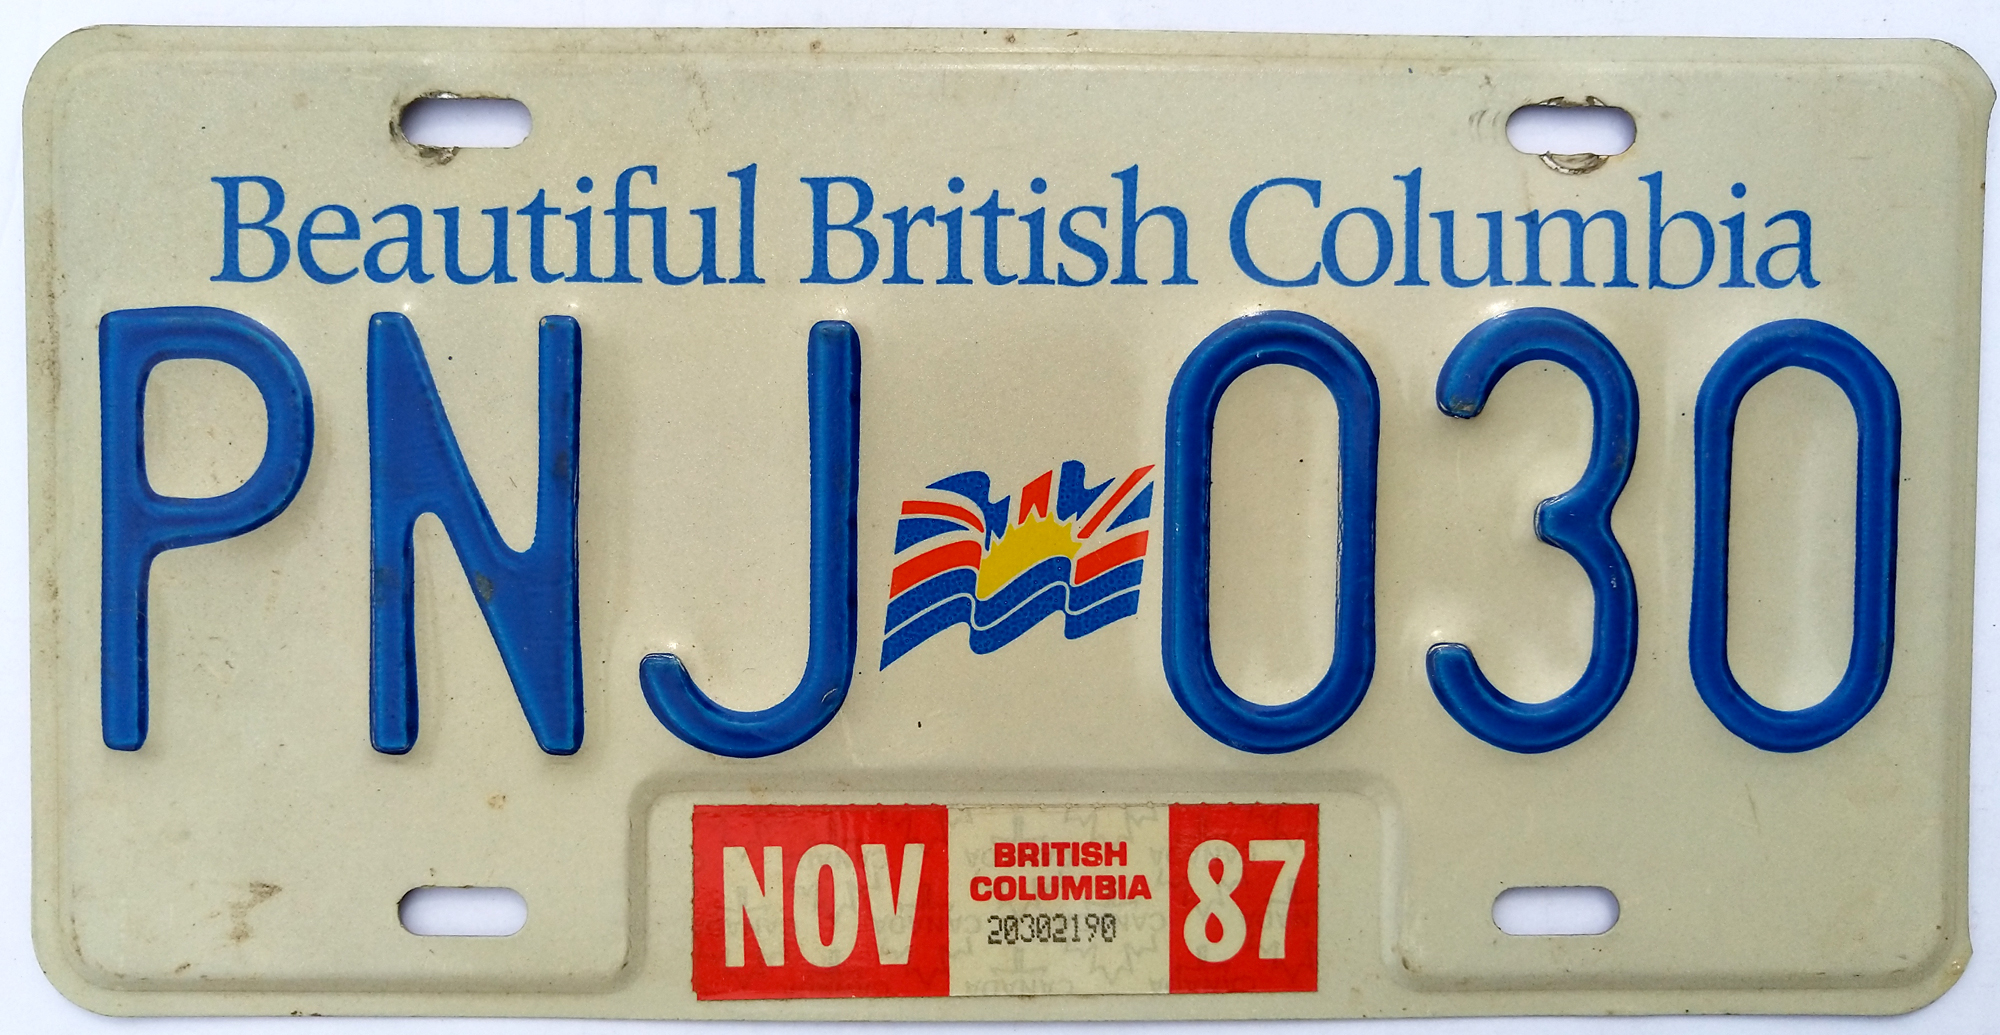 Beautiful British Columbia
PNJ 030
NOV BRITISH COLUMBIA 87
20302190